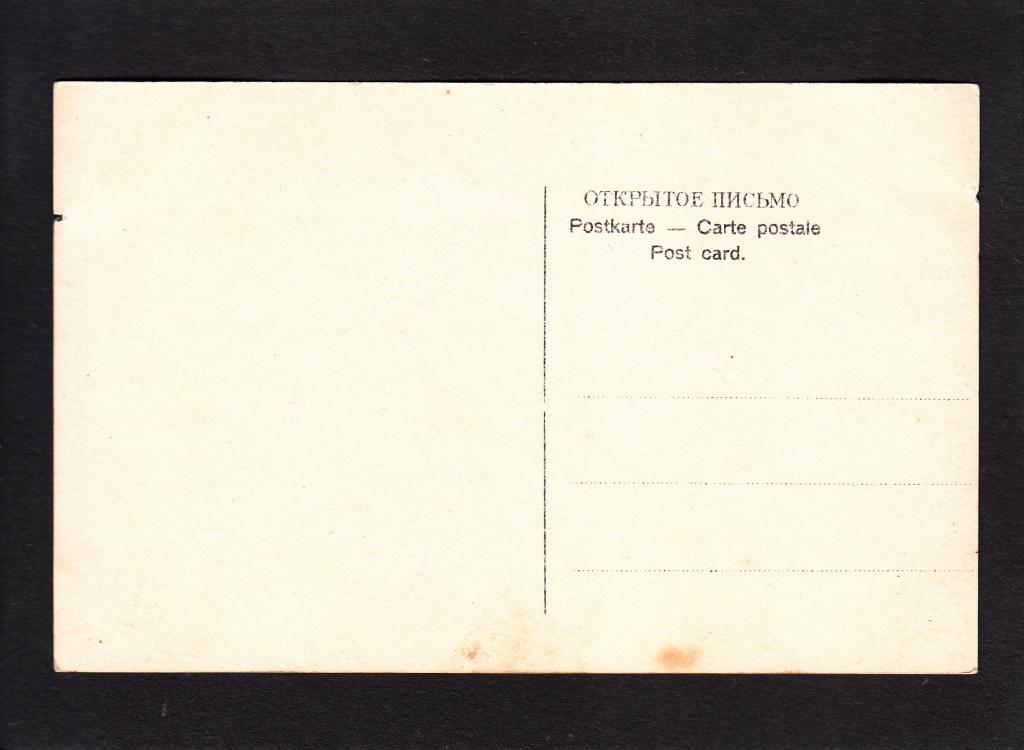 ОТКРЫТОЕ ПИСЬМО
Postkarte — Carte postale
Post card.